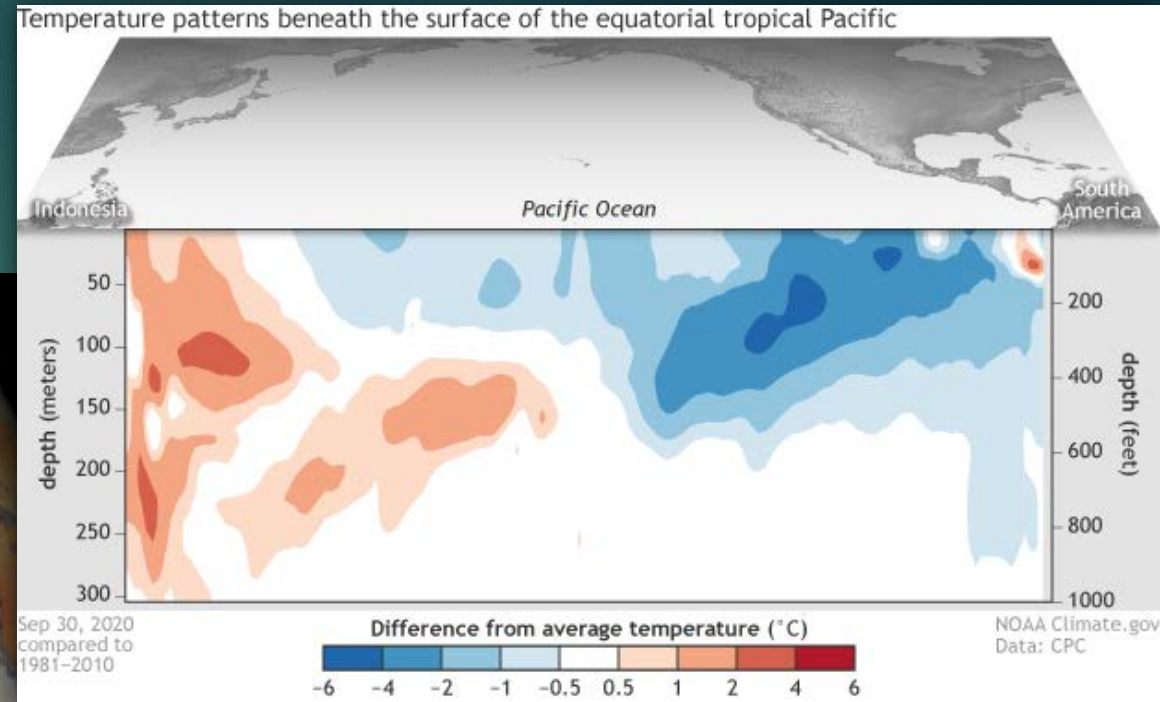 Temperature patterns beneath the surface of the equatorial tropical Pacific
Indonesia
Pacific Ocean
South
America
depth (meters)
50
100
150
200
250
300
200
400
600
800
1000
depth (feet)
Sep 30, 2020
compared to
1981–2010
Difference from average temperature (°C)
-6 -4 -2 -1 -0.5 0.5 1 2 4 6
NOAA Climate.gov
Data: CPC